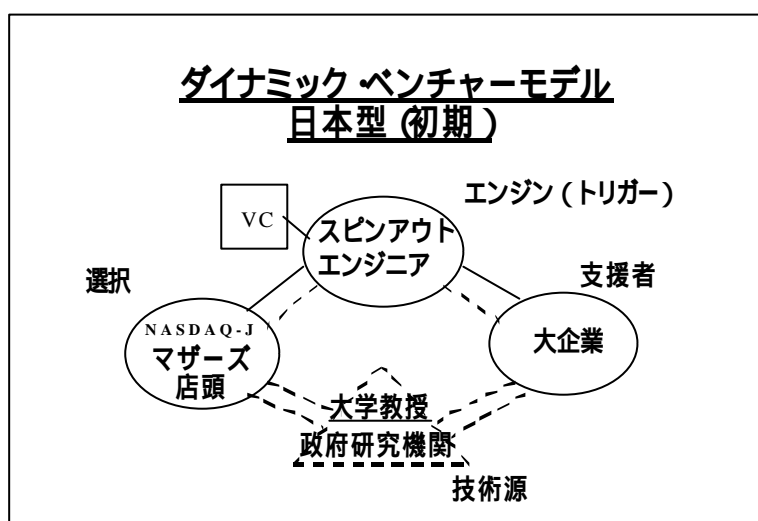 ダイナミック・ベンチャーモデル
日本型(初期)
エンジン(トリガー)
VC
スピンアウト
エンジニア
支援者
選択
NASDAQ-J
マザーズ
店頭
大企業
大学教授
政府研究機関
技術源